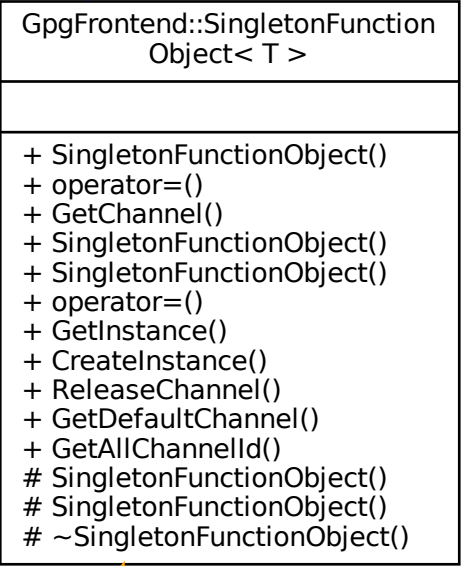 GpgFrontend::SingletonFunction
Object< T >
+ SingletonFunctionObject()
+ operator=()
+ GetChannel()
+ SingletonFunctionObject()
+ SingletonFunctionObject()
+ operator=()
+ GetInstance()
+ CreateInstance()
+ ReleaseChannel()
+ GetDefaultChannel()
+ GetAllChannelId()
# SingletonFunctionObject()
# SingletonFunctionObject()
# ~SingletonFunctionObject()